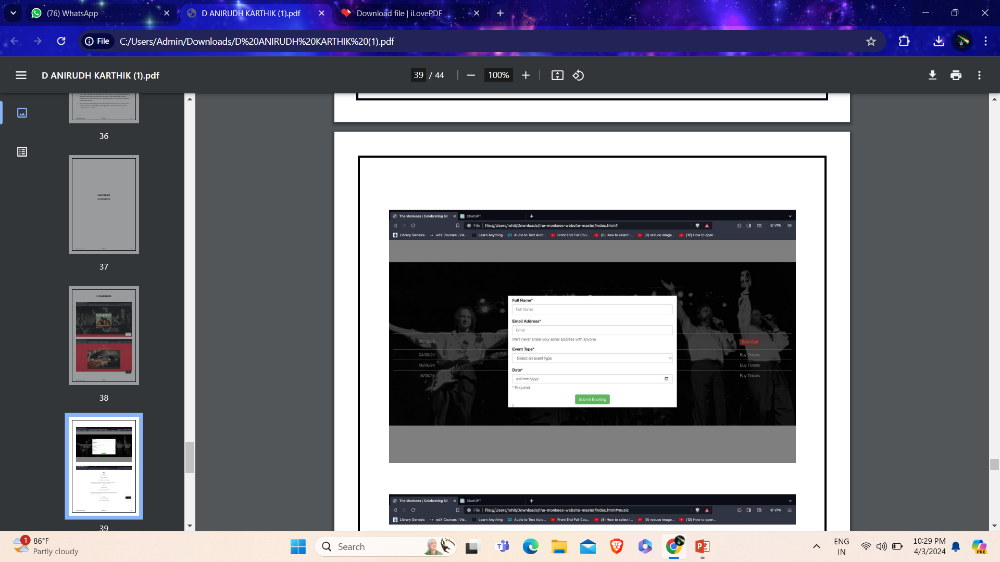 (76) WhatsApp
D ANIRUDH KARTHIK (1).pdf
Download file | iLovePDF
File
C:/Users/Admin/Downloads/D%20ANIRUDH%20KARTHIK%20(1).pdf
D ANIRUDH KARTHIK (1).pdf
39 / 44
100%
36
37
38
39
The Monkees | Celebrating 50
ChatGPT
File
file:///Users/rohit/Downloads/the-monkees-website-master/index.html#
VPN
Library Genesis
edX Courses | Vie...
Learn Anything
Audio to Text Auto...
Front End Full Cou...
(8) How to select i...
(9) reduce image...
(12) How to open...
Full Name*
Full Name
Email Address*
Email
We'll never share your email address with anyone
Event Type*
Select an event type
Date*
dd/mm/yyyy
* Required
Submit Booking
28/12/23
Sold Out!
04/05/24
Buy Tickets
08/06/24
Buy Tickets
19/09/24
Buy Tickets
The Monkees | Celebrating 50
ChatGPT
File
file:///Users/rohit/Downloads/the-monkees-website-master/index.html#music
VPN
Library Genesis
edX Courses | Vie...
Learn Anything
Audio to Text Auto...
Front End Full Cou...
(8) How to select i...
(9) reduce image...
(12) How to open...
1
86°F
Partly cloudy
Search
ENG
IN
10:29 PM
4/3/2024
PRE